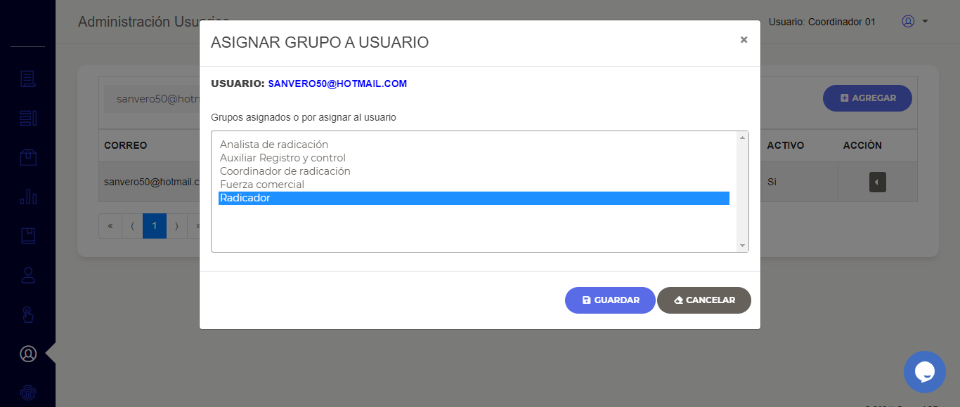 Administración Usuarios
Usuario: Coordinador 01
ASIGNAR GRUPO A USUARIO
×
USUARIO: SANVERO50@HOTMAIL.COM
Grupos asignados o por asignar al usuario
Analista de radicación
Auxiliar Registro y control
Coordinador de radicación
Fuerza comercial
Radicador
GUARDAR
CANCELAR
sanvero50@hotm
AGREGAR
CORREO
ACTIVO
ACCIÓN
sanvero50@hotmail.c
Si
« ⟨ 1 ⟩